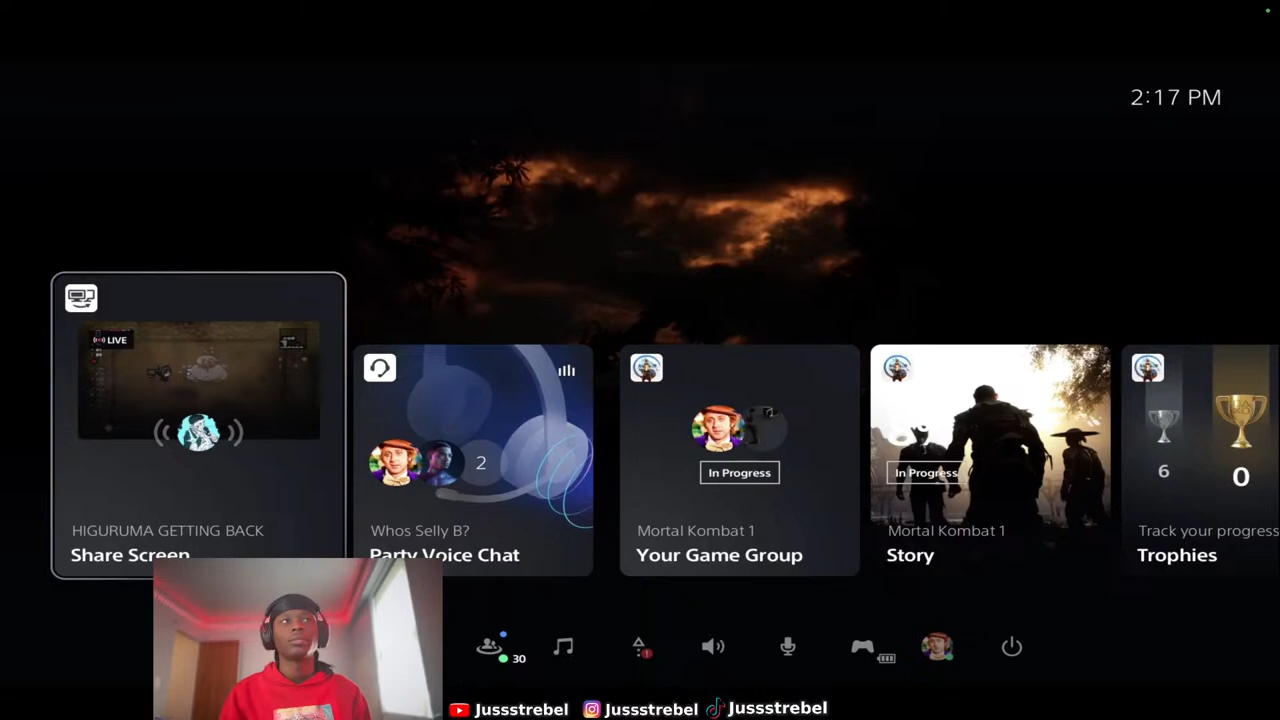 2:17 PM
LIVE
HIGURUMA GETTING BACK
Share Screen
2
Whos Selly B?
Party Voice Chat
In Progress
Mortal Kombat 1
Your Game Group
In Progress
Mortal Kombat 1
Story
6
0
Track your progress
Trophies
30
Jussstrebel
Jussstrebel
Jussstrebel